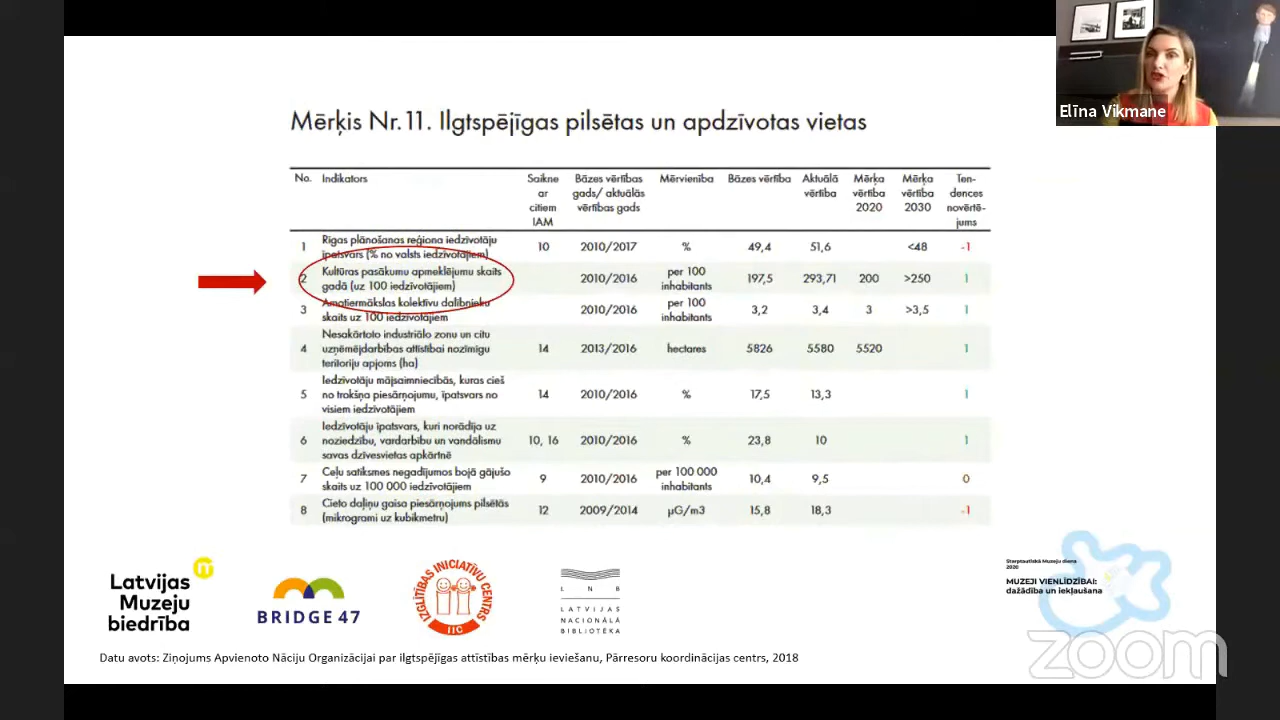 Elīna Vikmane
Mērķis Nr.11. Ilgtspējīgas pilsētas un apdzīvotas vietas
No. Indikators Saikne ar citiem IAM Bāzes vērtības gads/ aktuālās vērtības gads Mērvienība Bāzes vērtība Aktuālā vērtība Mērķa vērtība 2020 Mērķa vērtība 2030 Ten-dences novērtē-jums
1 Rīgas plānošanas reģiona iedzīvotāju īpatsvars (% no valsts iedzīvotājiem) 10 2010/2017 % 49,4 51,6 <48 -1
2 Kultūras pasākumu apmeklējumu skaits gadā (uz 100 iedzīvotājiem) 2010/2016 per 100 inhabitants 197,5 293,71 200 >250 1
3 Amatiermākslas kolektīvu dalībnieku skaits uz 100 iedzīvotājiem 2010/2016 per 100 inhabitants 3,2 3,4 3 >3,5 1
4 Nesakārtoto industriālo zonu un citu uzņēmējdarbības attīstībai nozīmīgu teritoriju apjoms (ha) 14 2013/2016 hectares 5826 5580 5520 1
5 Iedzīvotāju mājsaimniecībās, kuras cieš no trokšņa piesārņojumu, īpatsvars no visiem iedzīvotājiem 14 2010/2016 % 17,5 13,3 1
6 Iedzīvotāju īpatsvars, kuri norādīja uz noziedzību, vardarbību un vandālismu savas dzīvesvietas apkārtnē 10, 16 2010/2016 % 23,8 10 1
7 Ceļu satiksmes negadījumos bojā gājušo skaits uz 100 000 iedzīvotājiem 9 2010/2016 per 100 000 inhabitants 10,4 9,5 0
8 Cieto daļiņu gaisa piesārņojums pilsētās (mikrogrami uz kubikmetru) 12 2009/2014 µG/m3 15,8 18,3 -1
Latvijas
Muzeju
biedrība
m
BRIDGE 47
IZGLĪTĪBAS INICIATĪVU CENTRS
IIC
L N B
LATVIJAS
NACIONĀLĀ
BIBLIOTĒKA
Starptautiskā Muzeju diena
2020
MUZEJI VIENLĪDZĪBAI:
dažādība un iekļaušana
zoom
Datu avots: Ziņojums Apvienoto Nāciju Organizācijai par ilgtspējīgas attīstības mērķu ieviešanu, Pārresoru koordinācijas centrs, 2018